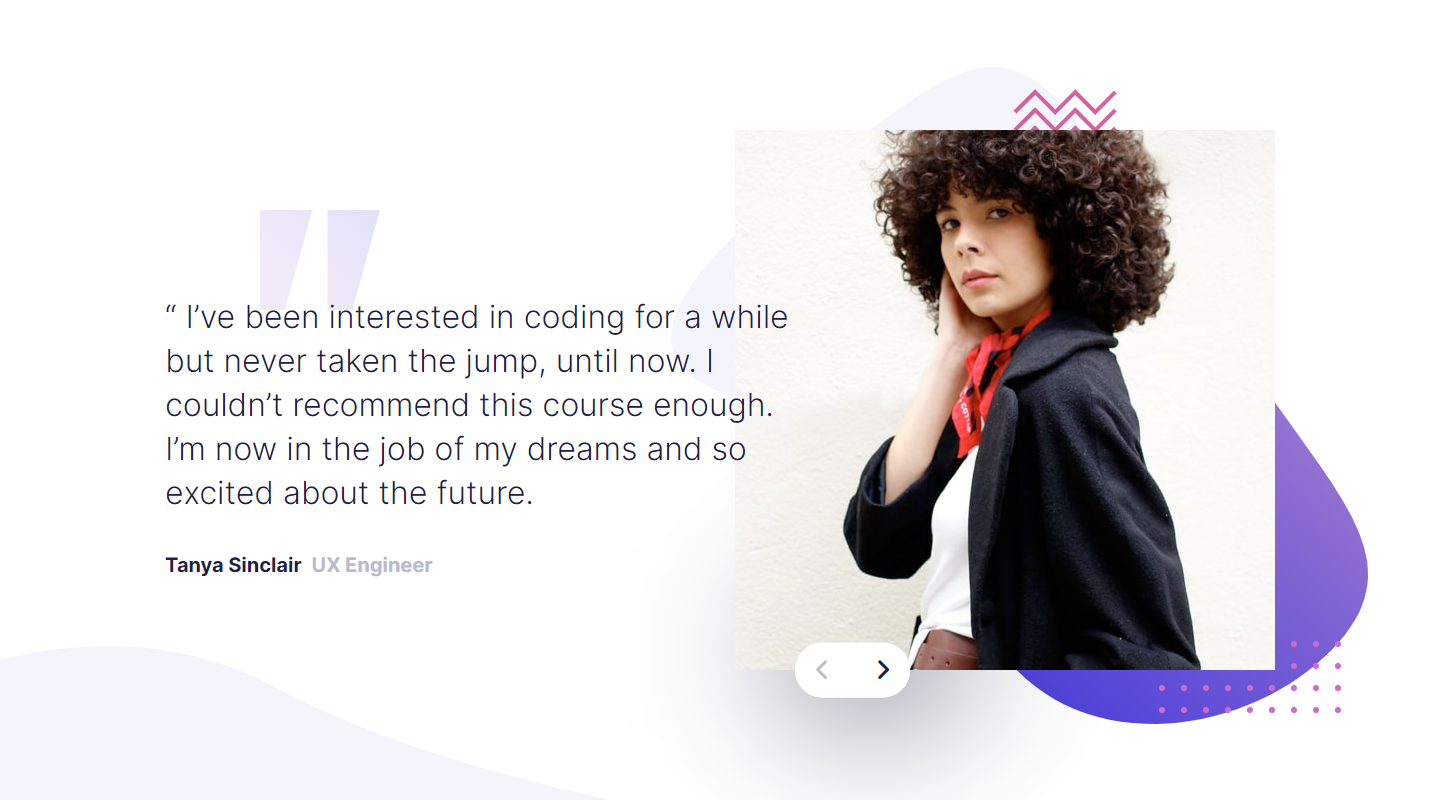 “ I’ve been interested in coding for a while
but never taken the jump, until now. I
couldn’t recommend this course enough.
I’m now in the job of my dreams and so
excited about the future.
Tanya Sinclair UX Engineer